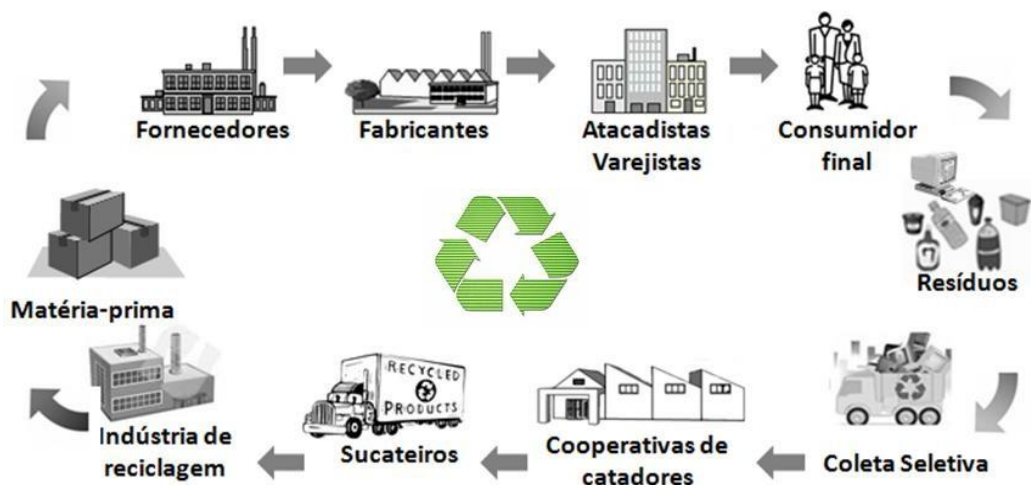 Fornecedores
Fabricantes
Atacadistas
Varejistas
Consumidor
final
Resíduos
Matéria-prima
RECYCLED
PRODUCTS
Indústria de
reciclagem
Sucateiros
Cooperativas de
catadores
Coleta Seletiva